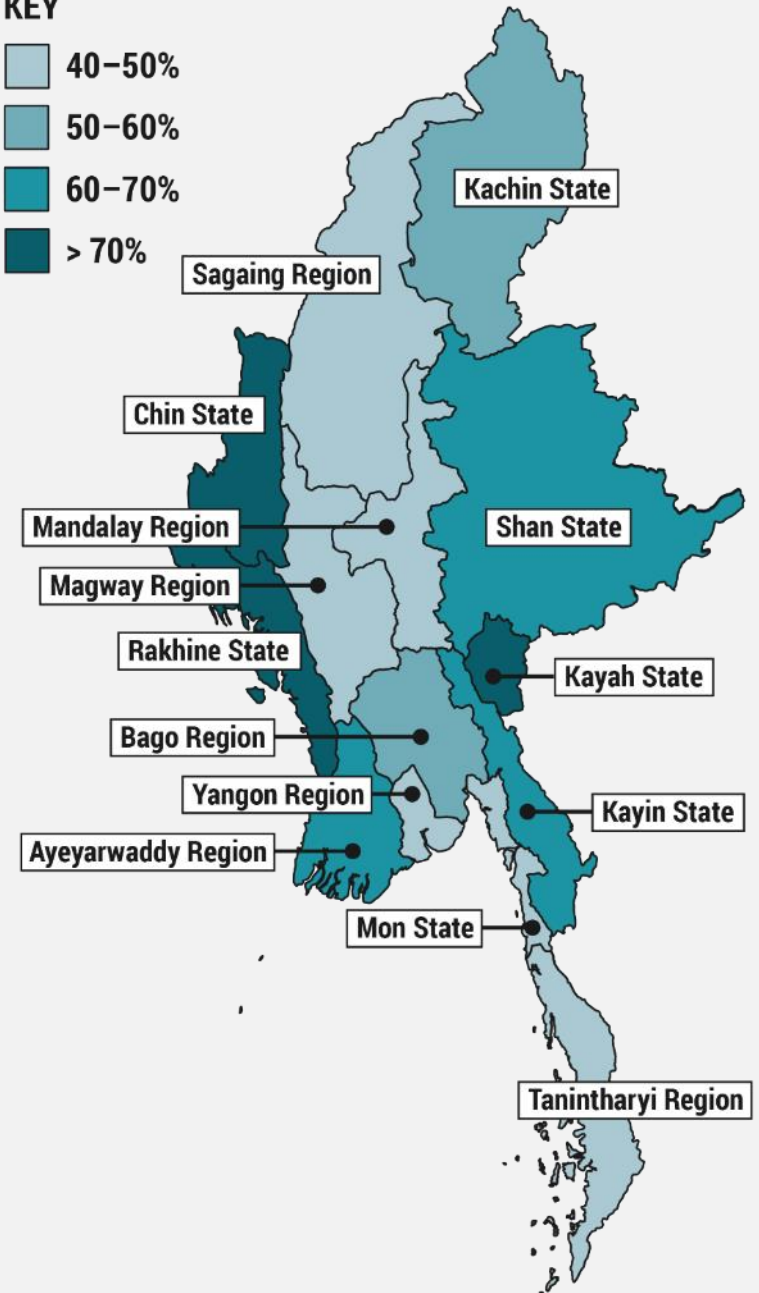 KEY
40–50%
50–60%
60–70%
> 70%
Kachin State
Sagaing Region
Chin State
Mandalay Region
Shan State
Magway Region
Rakhine State
Kayah State
Bago Region
Yangon Region
Kayin State
Ayeyarwaddy Region
Mon State
Tanintharyi Region